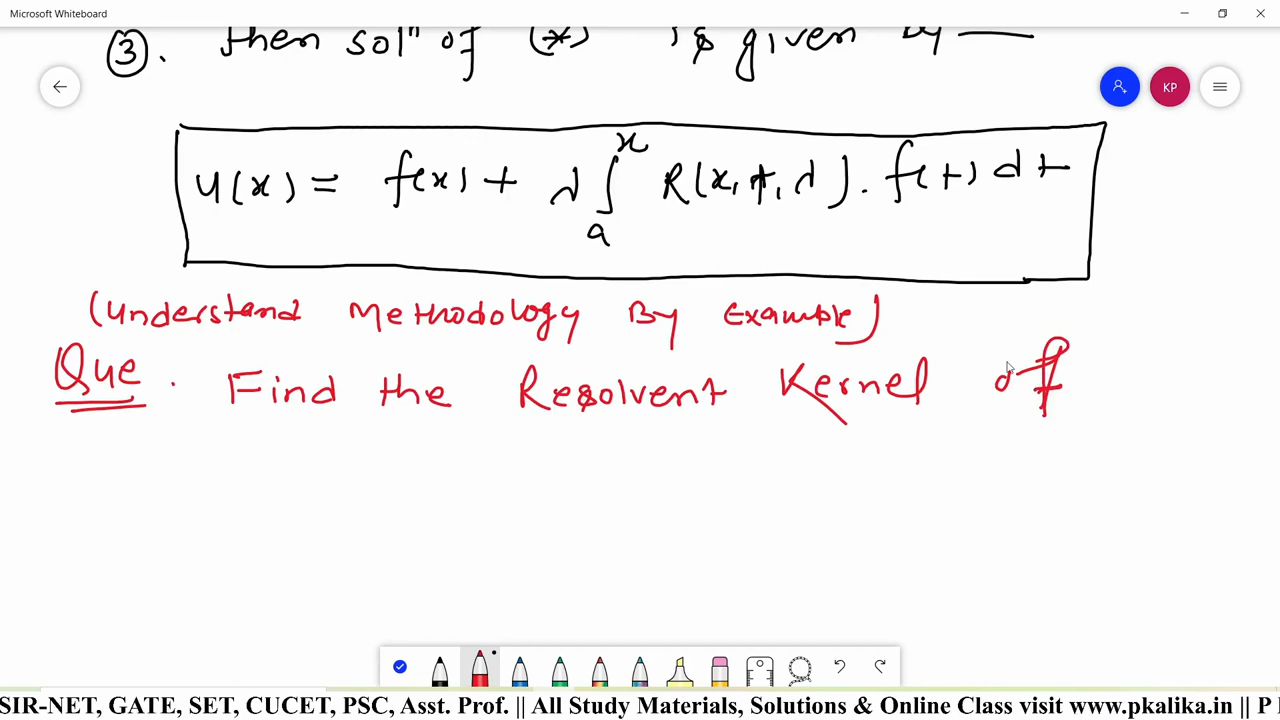 Microsoft Whiteboard
③. then solⁿ of (*) is given by —
KP
u(x) = f(x) + λ∫ₐˣ R(x,t,λ). f(t) dt
(Understand Methodology By Example)
Que. Find the Resolvent Kernel of
SIR-NET, GATE, SET, CUCET, PSC, Asst. Prof. || All Study Materials, Solutions & Online Class visit www.pkalika.in || P